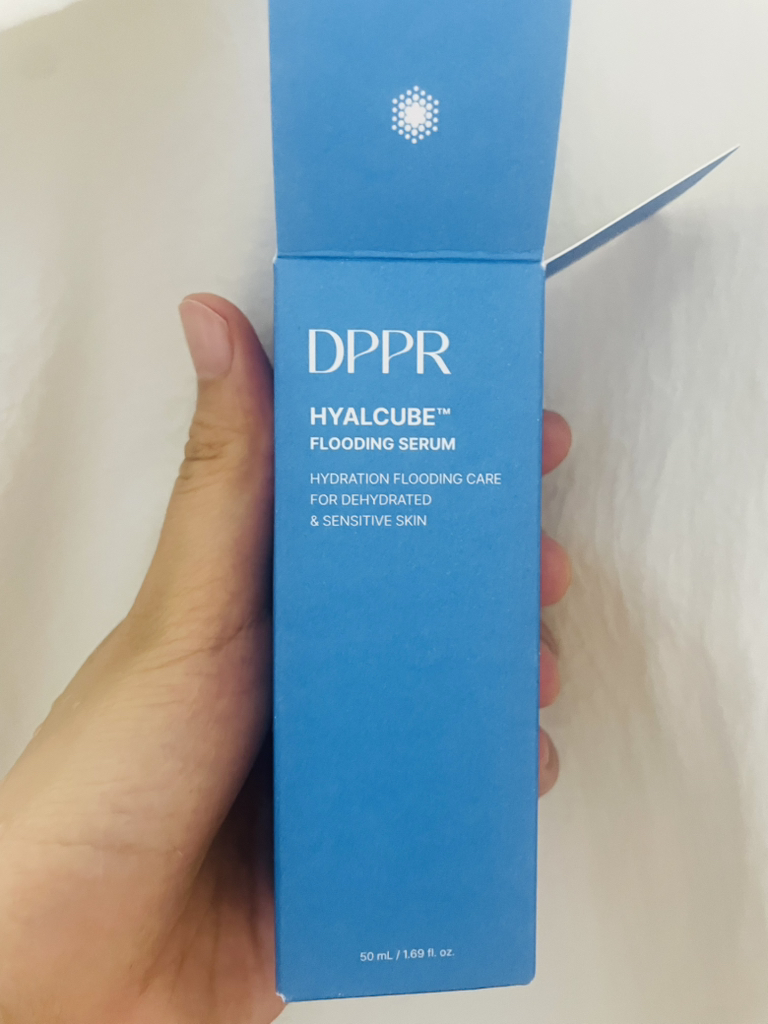 DPPR
HYALCUBE™
FLOODING SERUM
HYDRATION FLOODING CARE
FOR DEHYDRATED
& SENSITIVE SKIN
50 mL / 1.69 fl. oz.